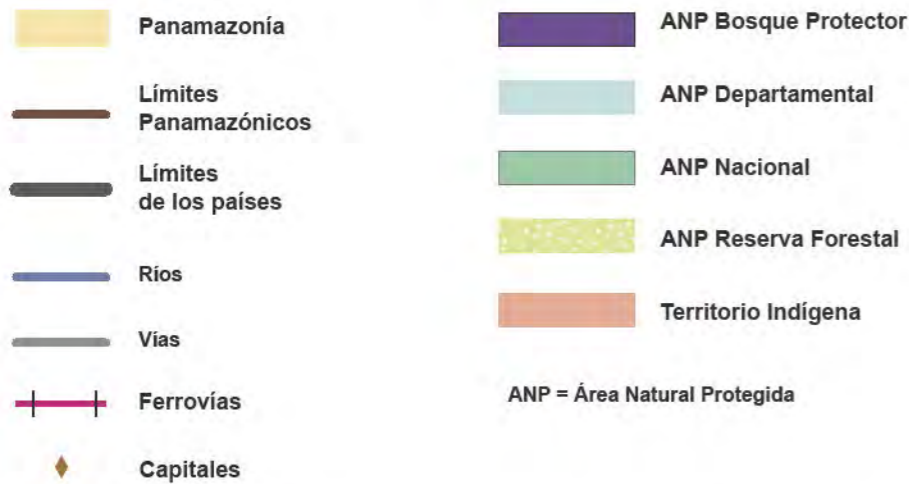 Panamazonía
Límites
Panamazónicos
Límites
de los países
Ríos
Vías
Ferrovías
Capitales
ANP Bosque Protector
ANP Departamental
ANP Nacional
ANP Reserva Forestal
Territorio Indígena
ANP = Área Natural Protegida